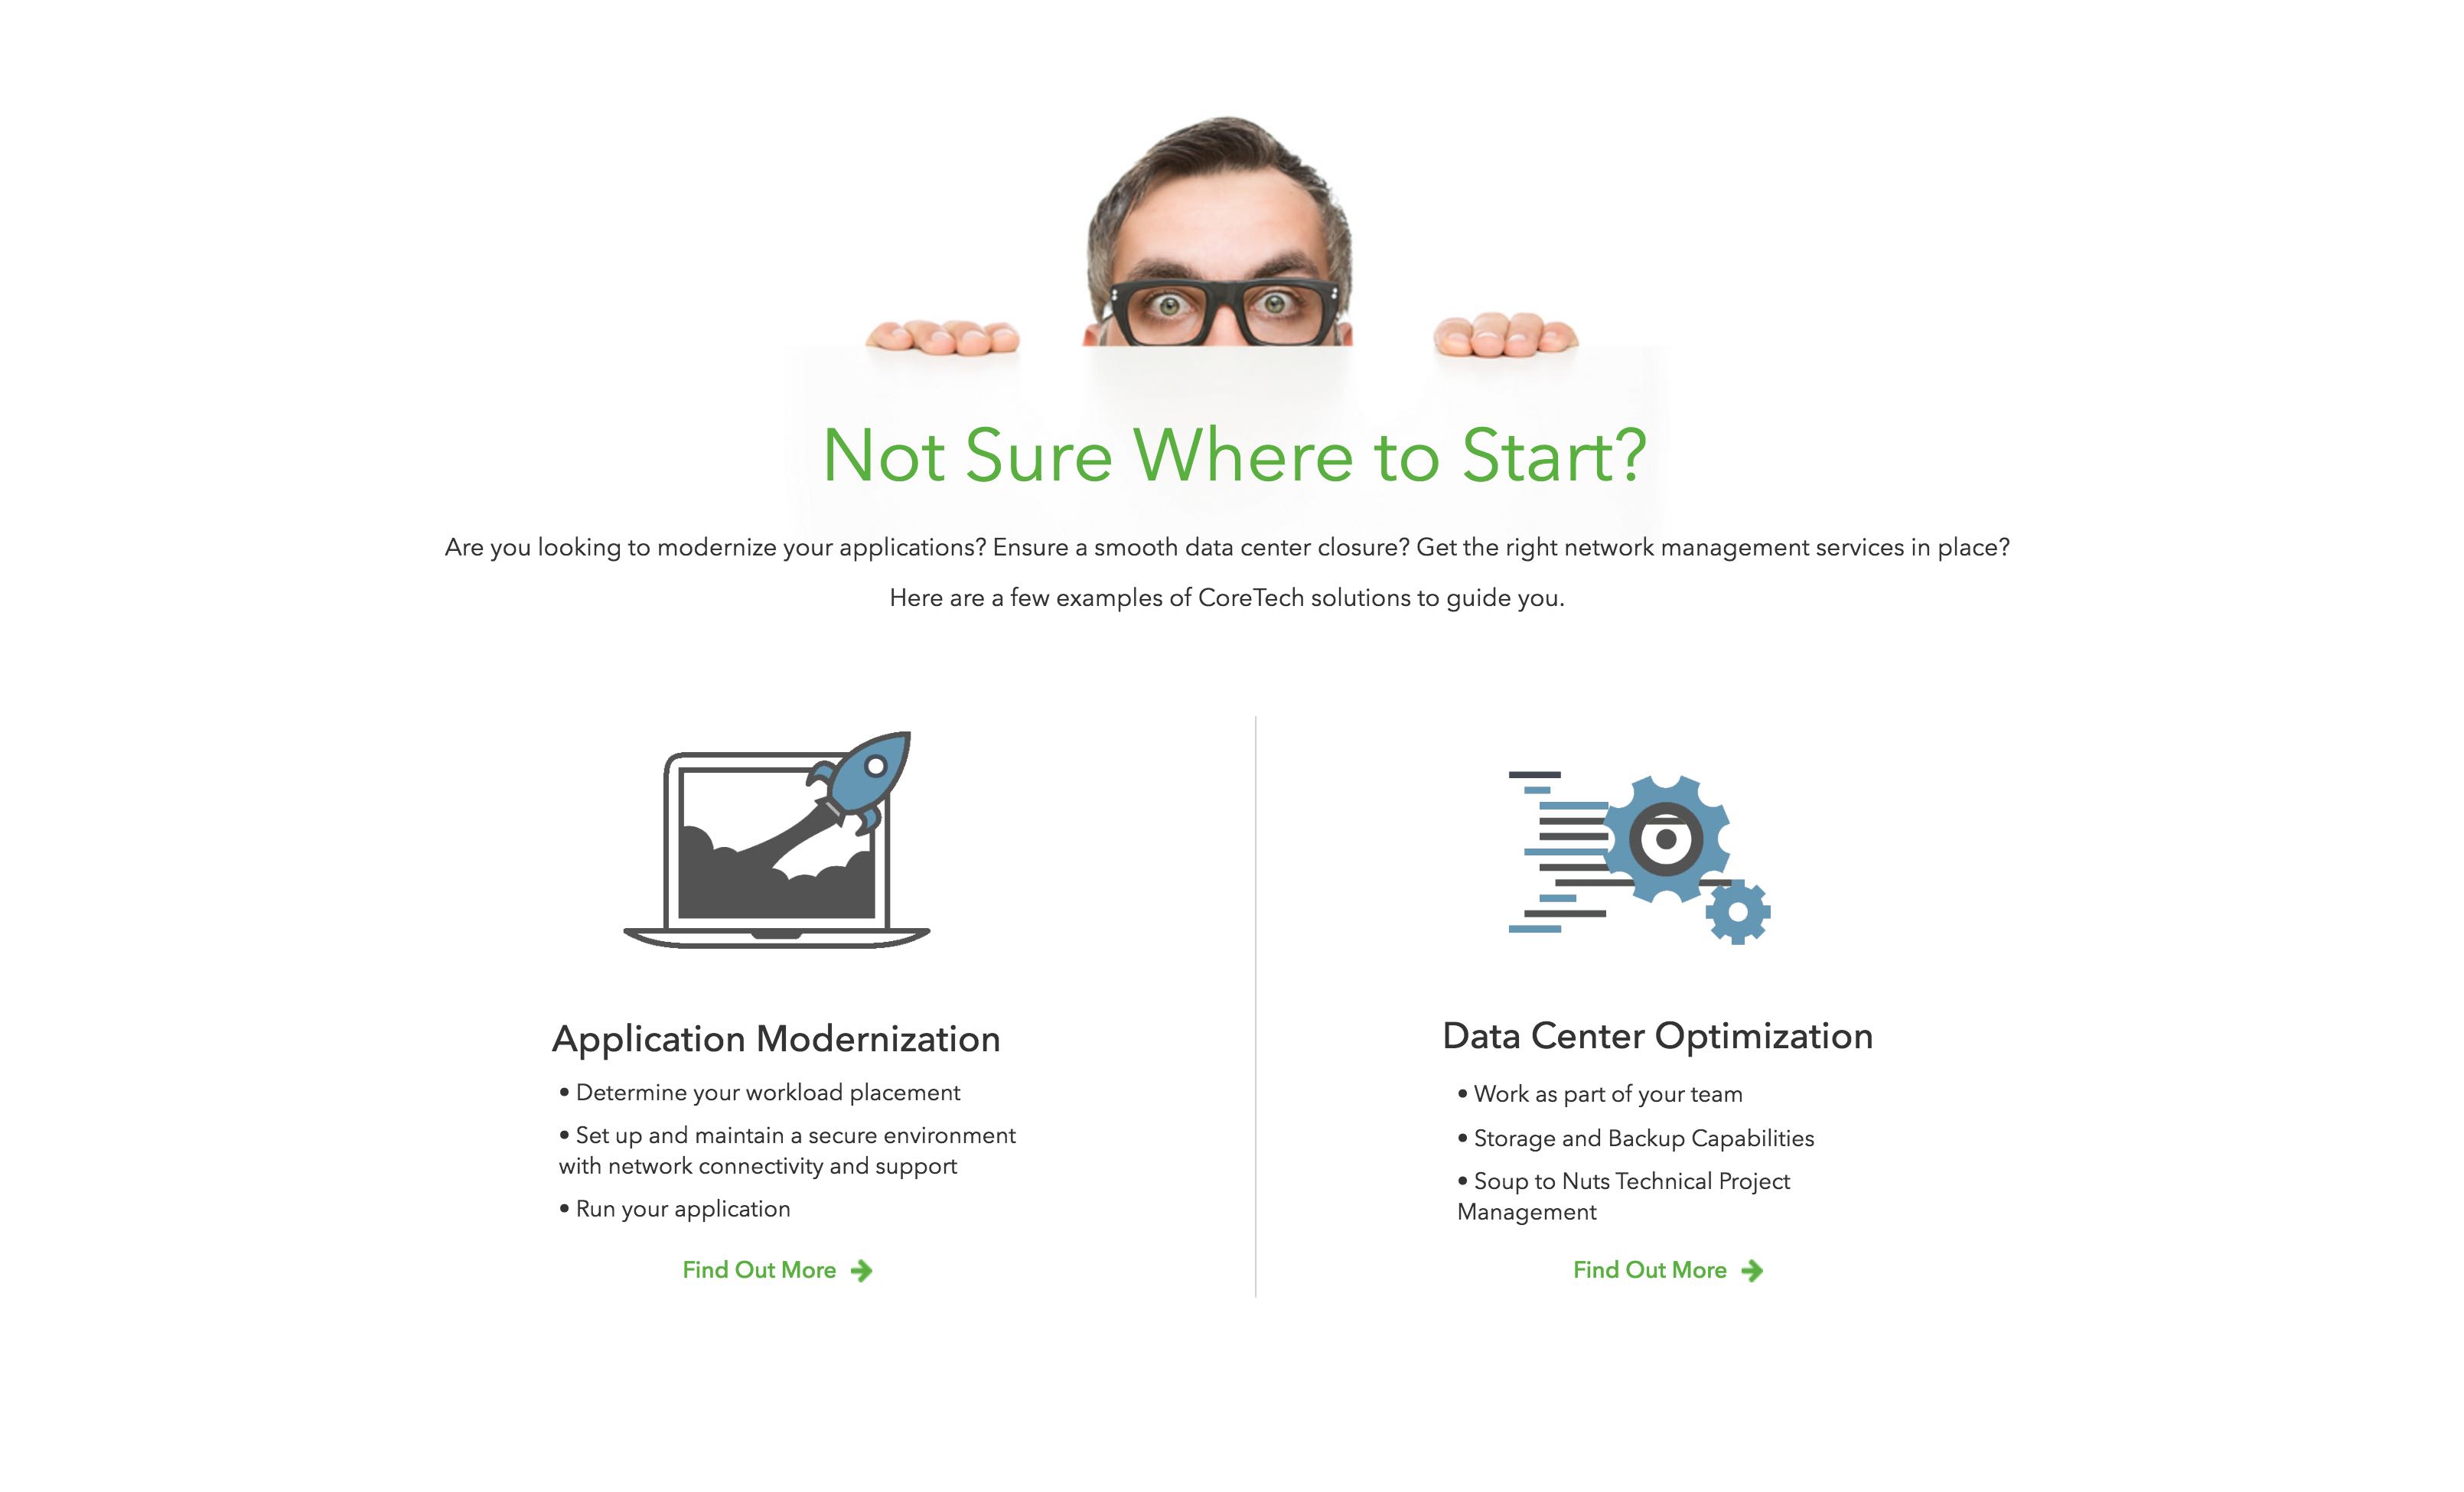 Not Sure Where to Start?
Are you looking to modernize your applications? Ensure a smooth data center closure? Get the right network management services in place?
Here are a few examples of CoreTech solutions to guide you.
Application Modernization
• Determine your workload placement
• Set up and maintain a secure environment
with network connectivity and support
• Run your application
Find Out More
Data Center Optimization
• Work as part of your team
• Storage and Backup Capabilities
• Soup to Nuts Technical Project
Management
Find Out More